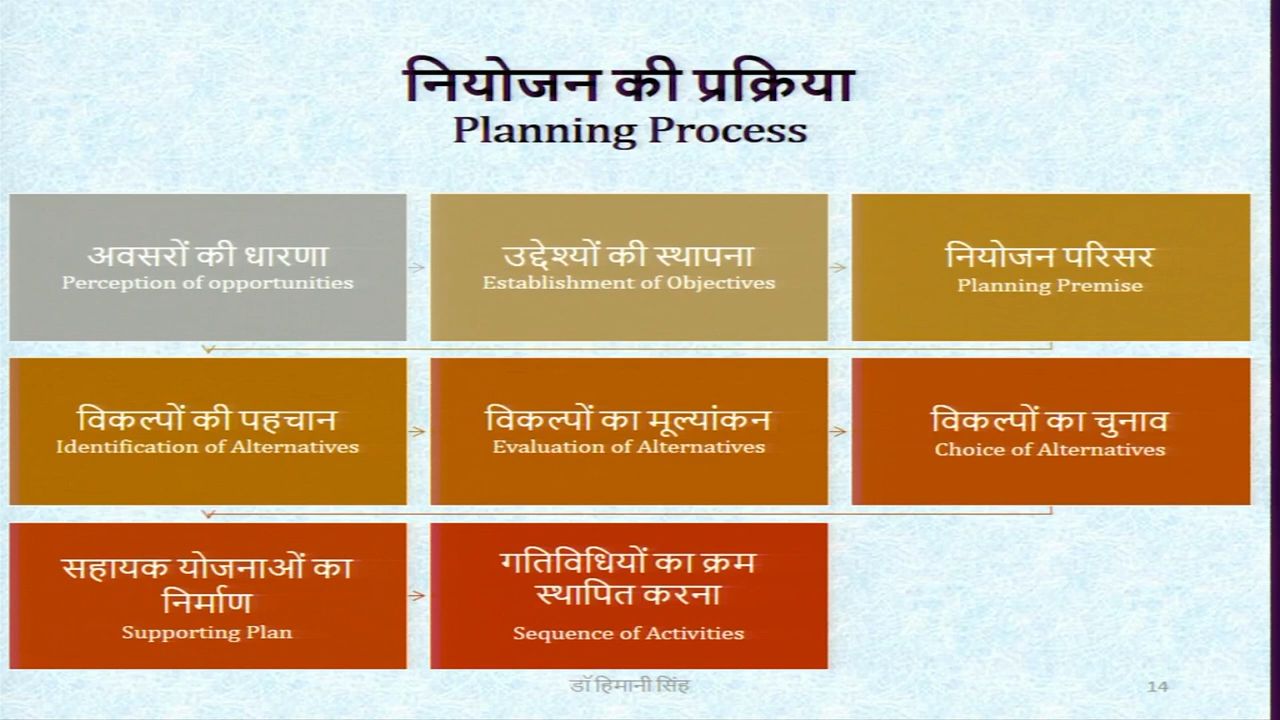 नियोजन की प्रक्रिया
Planning Process
अवसरों की धारणा
Perception of opportunities
उद्देश्यों की स्थापना
Establishment of Objectives
नियोजन परिसर
Planning Premise
विकल्पों की पहचान
Identification of Alternatives
विकल्पों का मूल्यांकन
Evaluation of Alternatives
विकल्पों का चुनाव
Choice of Alternatives
सहायक योजनाओं का
निर्माण
Supporting Plan
गतिविधियों का क्रम
स्थापित करना
Sequence of Activities
डॉ हिमानी सिंह
14